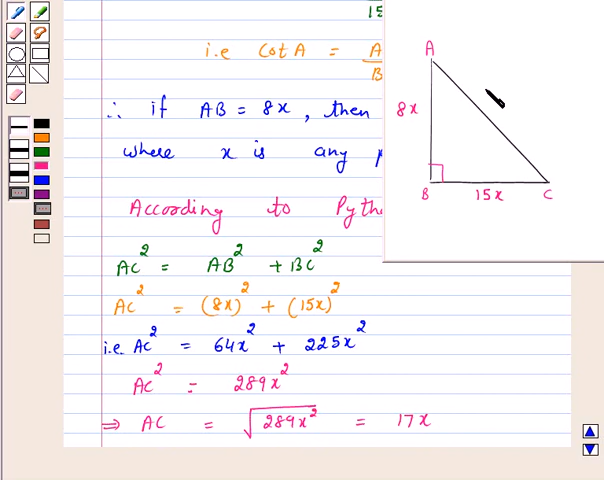 15
i.e Cot A = A
B
∴ if AB = 8x, then
where x is any
According to Pytha
AC² = AB² + BC²
AC² = (8x)² + (15x)²
i.e. AC² = 64x² + 225x²
AC² = 289x²
⇒ AC = √289x² = 17x
A
8x
B
15x
C